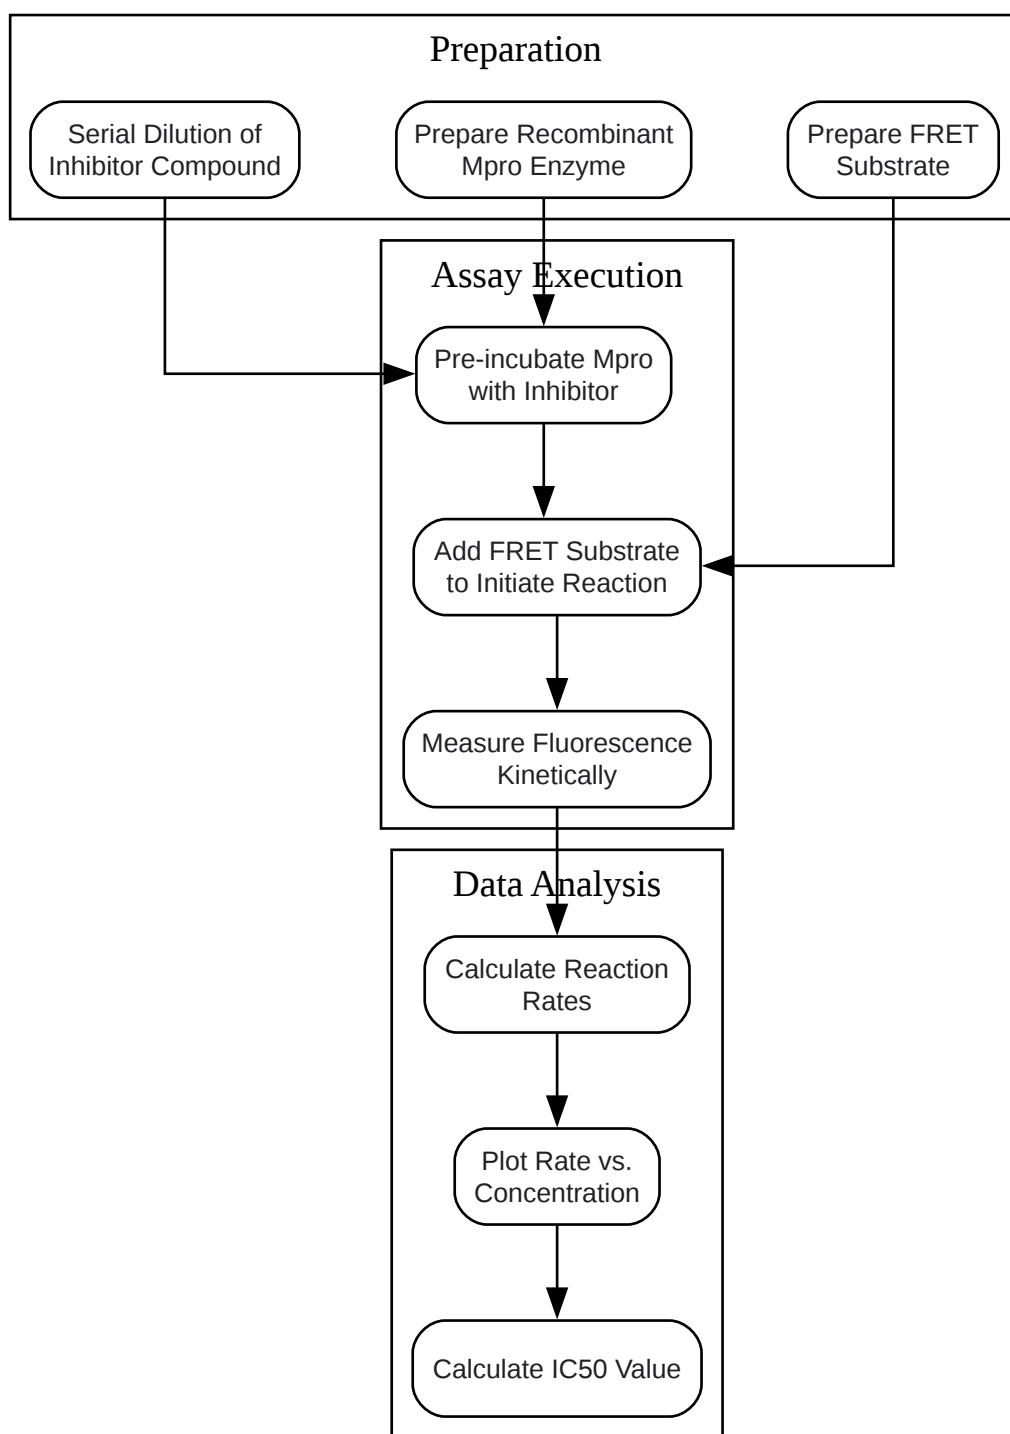 Preparation
Serial Dilution of
Inhibitor Compound
Prepare Recombinant
Mpro Enzyme
Prepare FRET
Substrate
Assay Execution
Pre-incubate Mpro
with Inhibitor
Add FRET Substrate
to Initiate Reaction
Measure Fluorescence
Kinetically
Data Analysis
Calculate Reaction
Rates
Plot Rate vs.
Concentration
Calculate IC50 Value